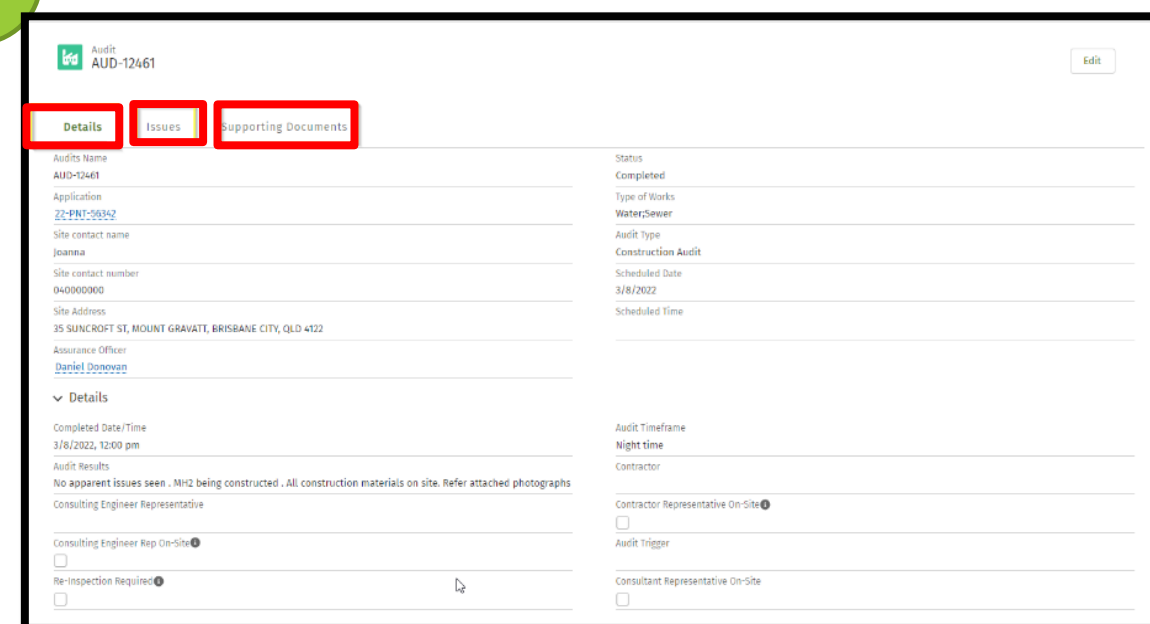 Audit
AUD-12461
Edit
Details
Issues
Supporting Documents
Audits Name
AUD-12461
Status
Completed
Application
22-PNT-56342
Type of Works
Water;Sewer
Site contact name
Joanna
Audit Type
Construction Audit
Site contact number
040000000
Scheduled Date
3/8/2022
Site Address
35 SUNCROFT ST, MOUNT GRAVATT, BRISBANE CITY, QLD 4122
Scheduled Time
Assurance Officer
Daniel Donovan
Details
Completed Date/Time
3/8/2022, 12:00 pm
Audit Timeframe
Night time
Audit Results
No apparent issues seen . MH2 being constructed . All construction materials on site. Refer attached photographs
Contractor
Consulting Engineer Representative
Contractor Representative On-Site
Consulting Engineer Rep On-Site
Audit Trigger
Re-Inspection Required
Consultant Representative On-Site